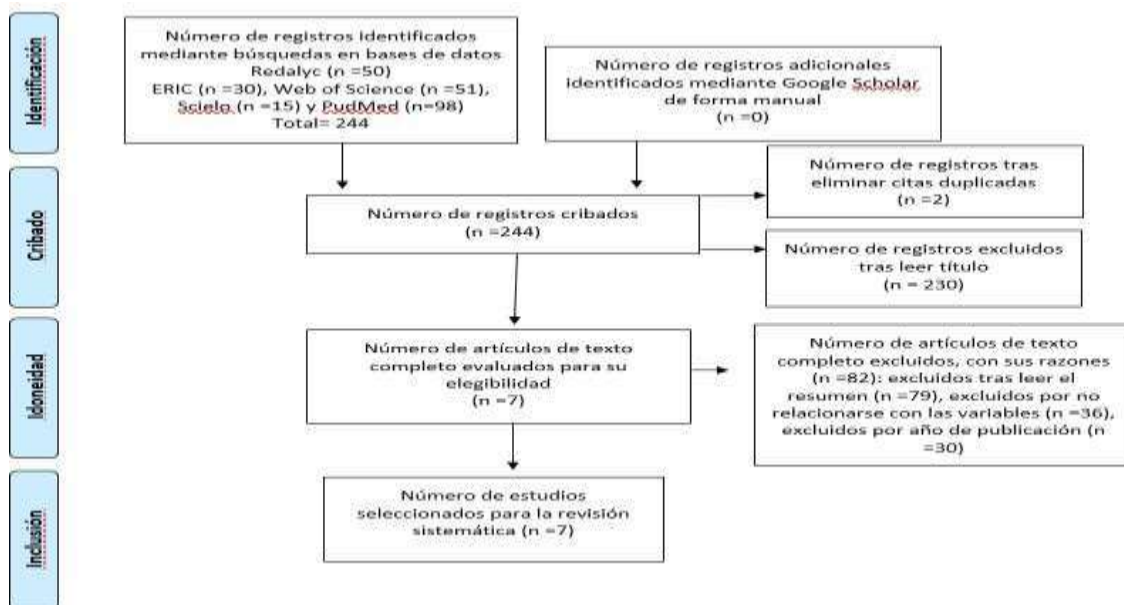 Identificación
Número de registros identificados
mediante búsquedas en bases de datos
Redalyc (n =50)
ERIC (n =30), Web of Science (n =51),
Scielo (n =15) y PudMed (n=98)
Total= 244
Número de registros adicionales
identificados mediante Google Scholar
de forma manual
(n =0)
Cribado
Número de registros tras
eliminar citas duplicadas
(n =2)
Número de registros cribados
(n =244)
Número de registros excluidos
tras leer título
(n = 230)
Idoneidad
Número de artículos de texto
completo evaluados para su
elegibilidad
(n =7)
Número de artículos de texto
completo excluidos, con sus razones
(n =82): excluidos tras leer el
resumen (n =79), excluidos por no
relacionarse con las variables (n =36),
excluidos por año de publicación (n
=30)
Inclusión
Número de estudios
seleccionados para la revisión
sistemática (n =7)